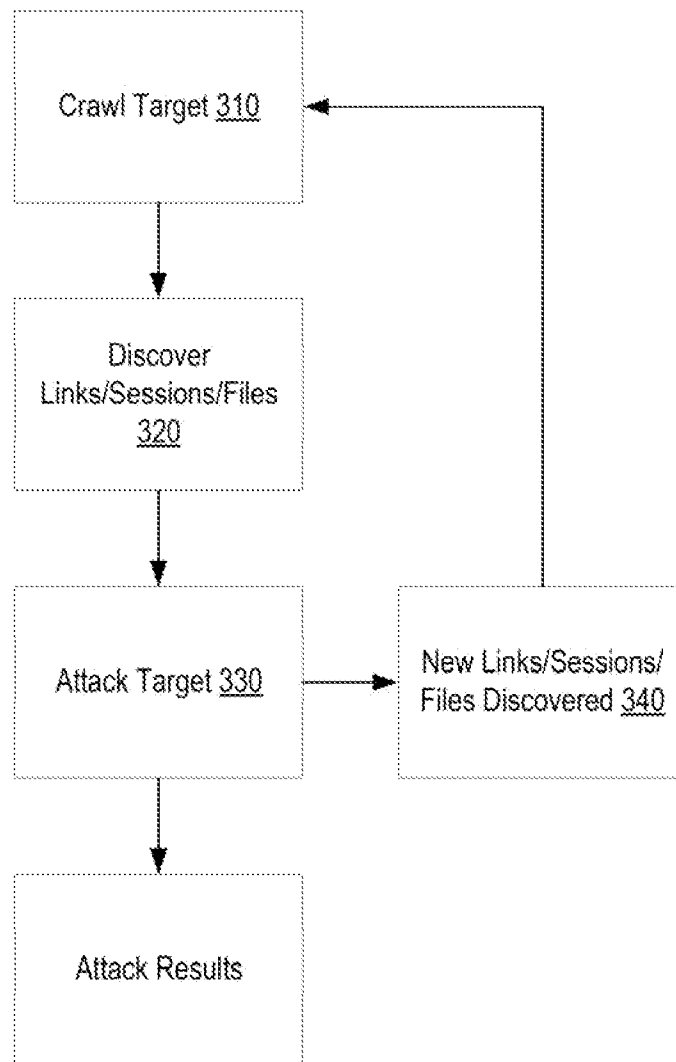 Crawl Target 310
Discover
Links/Sessions/Files
320
Attack Target 330
New Links/Sessions/
Files Discovered 340
Attack Results